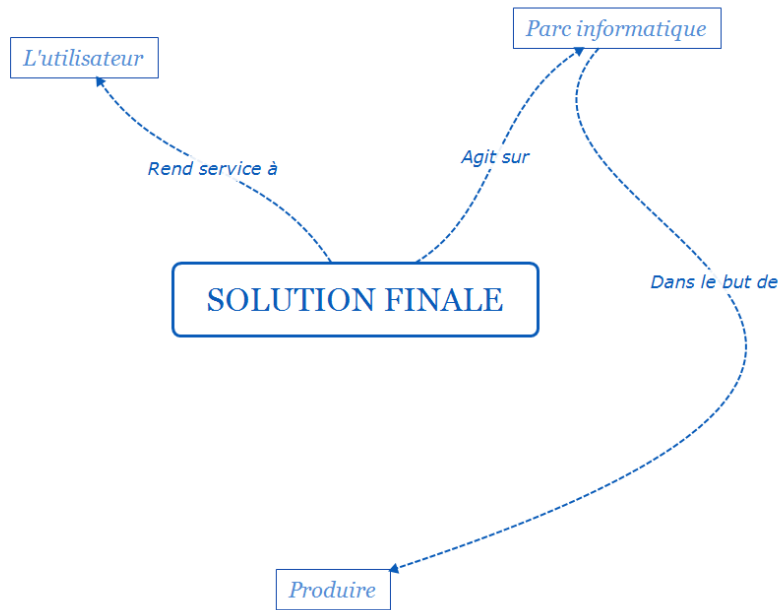 Parc informatique
L'utilisateur
Agit sur
Rend service à
Dans le but de
SOLUTION FINALE
Produire